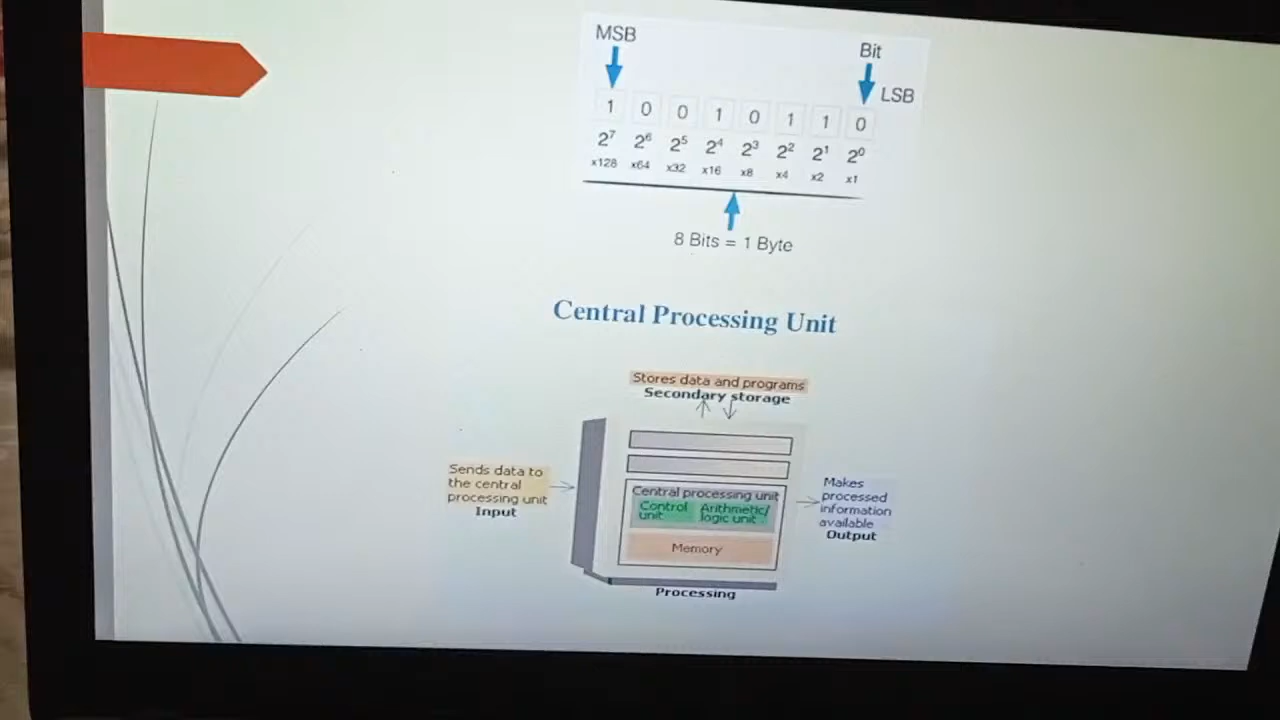 MSB
Bit
LSB
1 0 0 1 0 1 1 0
2⁷ 2⁶ 2⁵ 2⁴ 2³ 2² 2¹ 2⁰
x128 x64 x32 x16 x8 x4 x2 x1
8 Bits = 1 Byte
Central Processing Unit
Stores data and programs
Secondary storage
Sends data to
the central
processing unit
Input
Central processing unit
Control
unit
Arithmetic/
logic unit
Memory
Makes
processed
information
available
Output
Processing